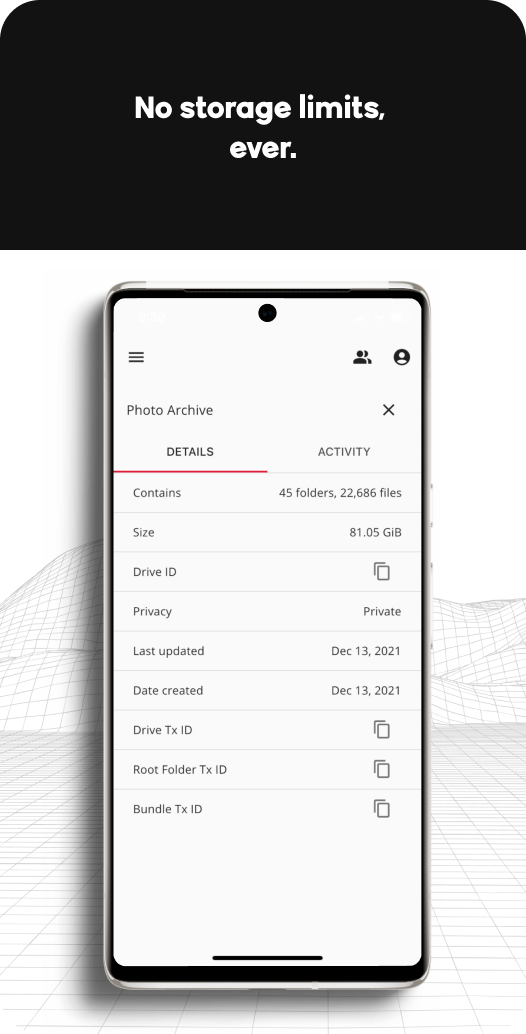 No storage limits,
ever.
Photo Archive
DETAILS ACTIVITY
Contains 45 folders, 22,686 files
Size 81.05 GiB
Drive ID
Privacy Private
Last updated Dec 13, 2021
Date created Dec 13, 2021
Drive Tx ID
Root Folder Tx ID
Bundle Tx ID